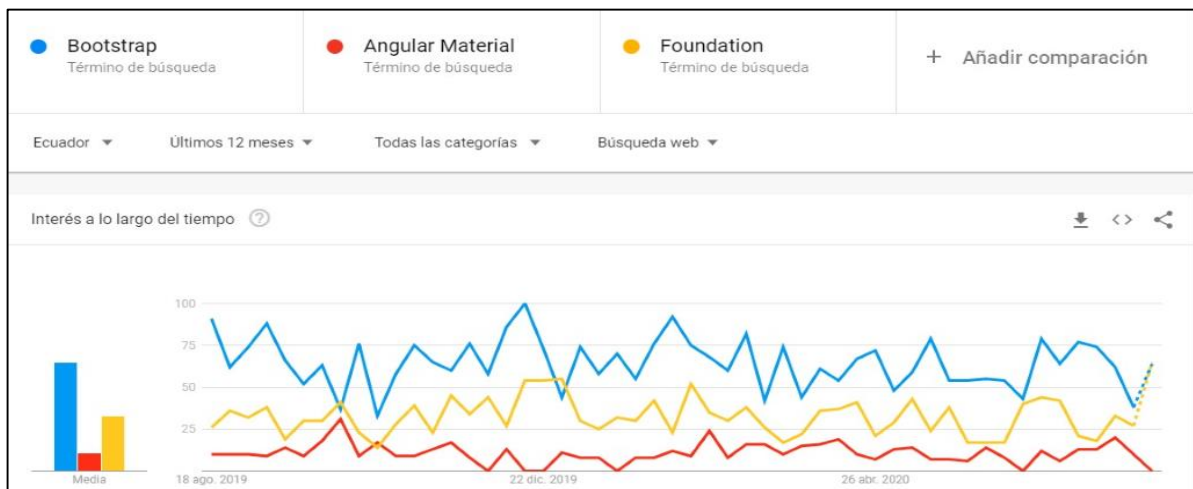 Bootstrap
Término de búsqueda
Angular Material
Término de búsqueda
Foundation
Término de búsqueda
+ Añadir comparación
Ecuador
Últimos 12 meses
Todas las categorías
Búsqueda web
Interés a lo largo del tiempo ?
<>
100
75
50
25
Media
18 ago. 2019
22 dic. 2019
26 abr. 2020